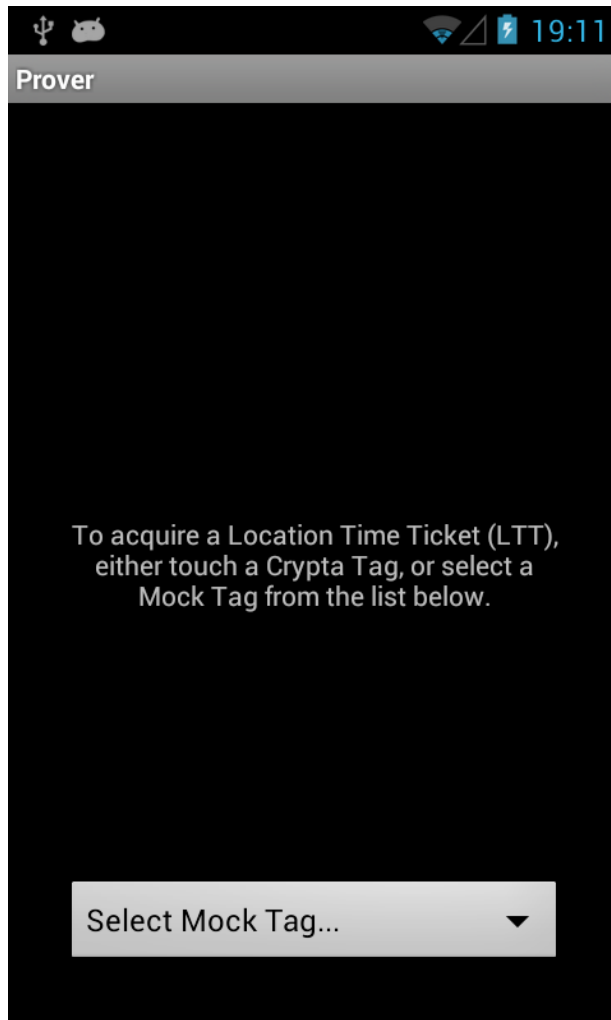 19:11
Prover
To acquire a Location Time Ticket (LTT),
either touch a Crypta Tag, or select a
Mock Tag from the list below.
Select Mock Tag...